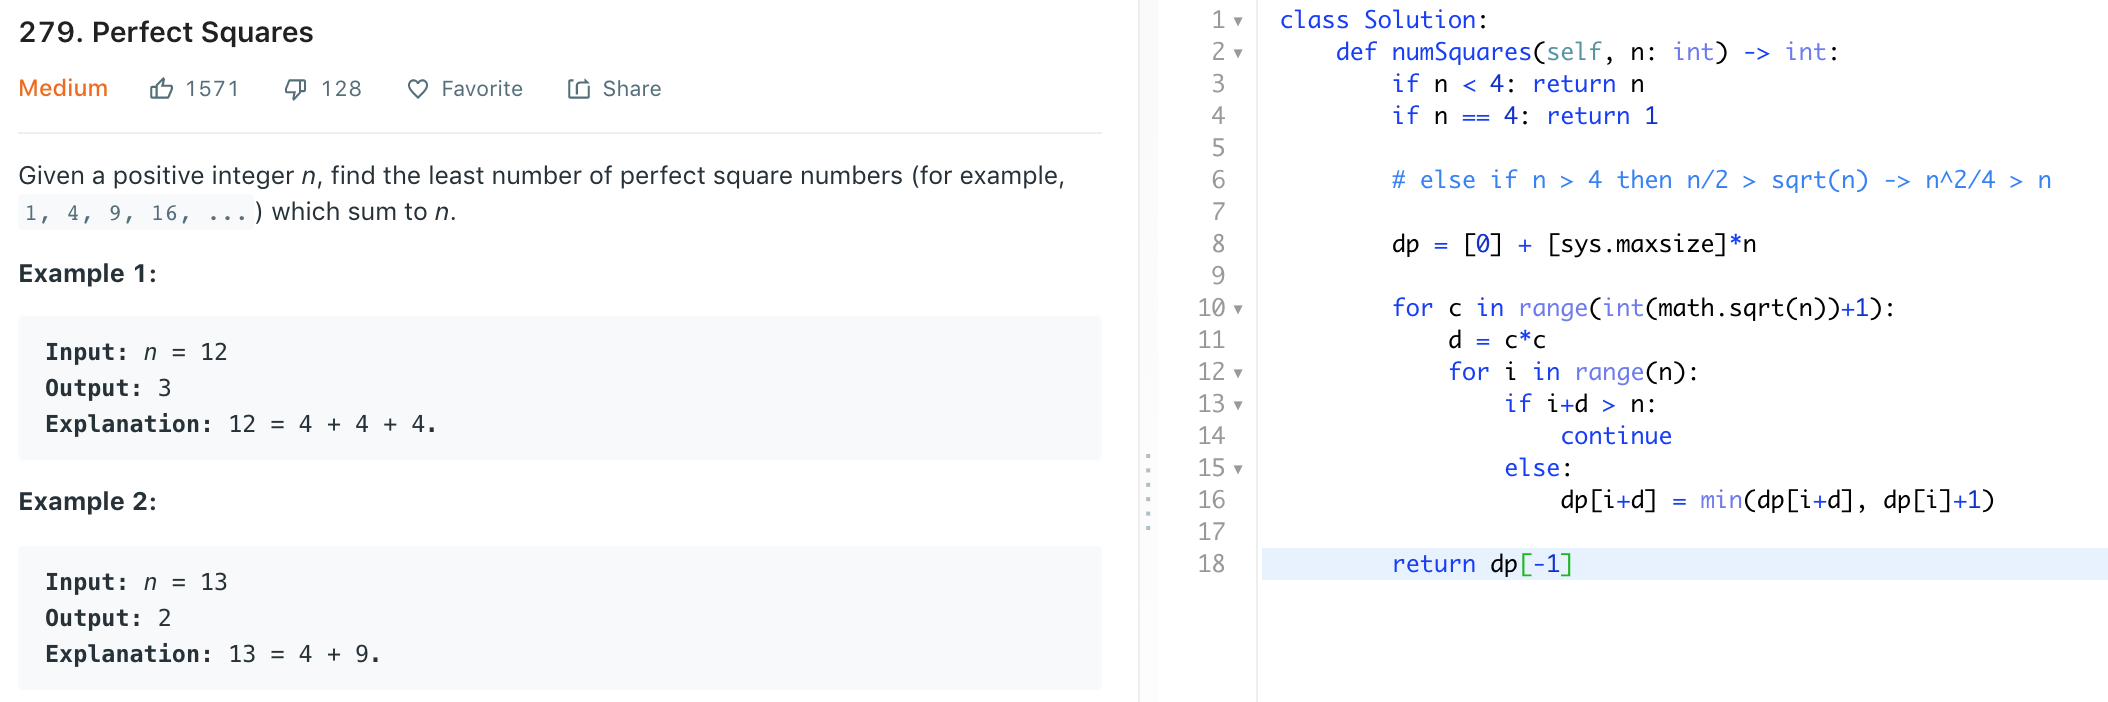 279. Perfect Squares
Medium 1571 128 Favorite Share
Given a positive integer n, find the least number of perfect square numbers (for example,
1, 4, 9, 16, ...) which sum to n.
Example 1:
Input: n = 12
Output: 3
Explanation: 12 = 4 + 4 + 4.
Example 2:
Input: n = 13
Output: 2
Explanation: 13 = 4 + 9.
1 class Solution:
2     def numSquares(self, n: int) -> int:
3         if n < 4: return n
4         if n == 4: return 1
5
6         # else if n > 4 then n/2 > sqrt(n) -> n^2/4 > n
7
8         dp = [0] + [sys.maxsize]*n
9
10         for c in range(int(math.sqrt(n))+1):
11             d = c*c
12             for i in range(n):
13                 if i+d > n:
14                     continue
15                 else:
16                     dp[i+d] = min(dp[i+d], dp[i]+1)
17
18         return dp[-1]